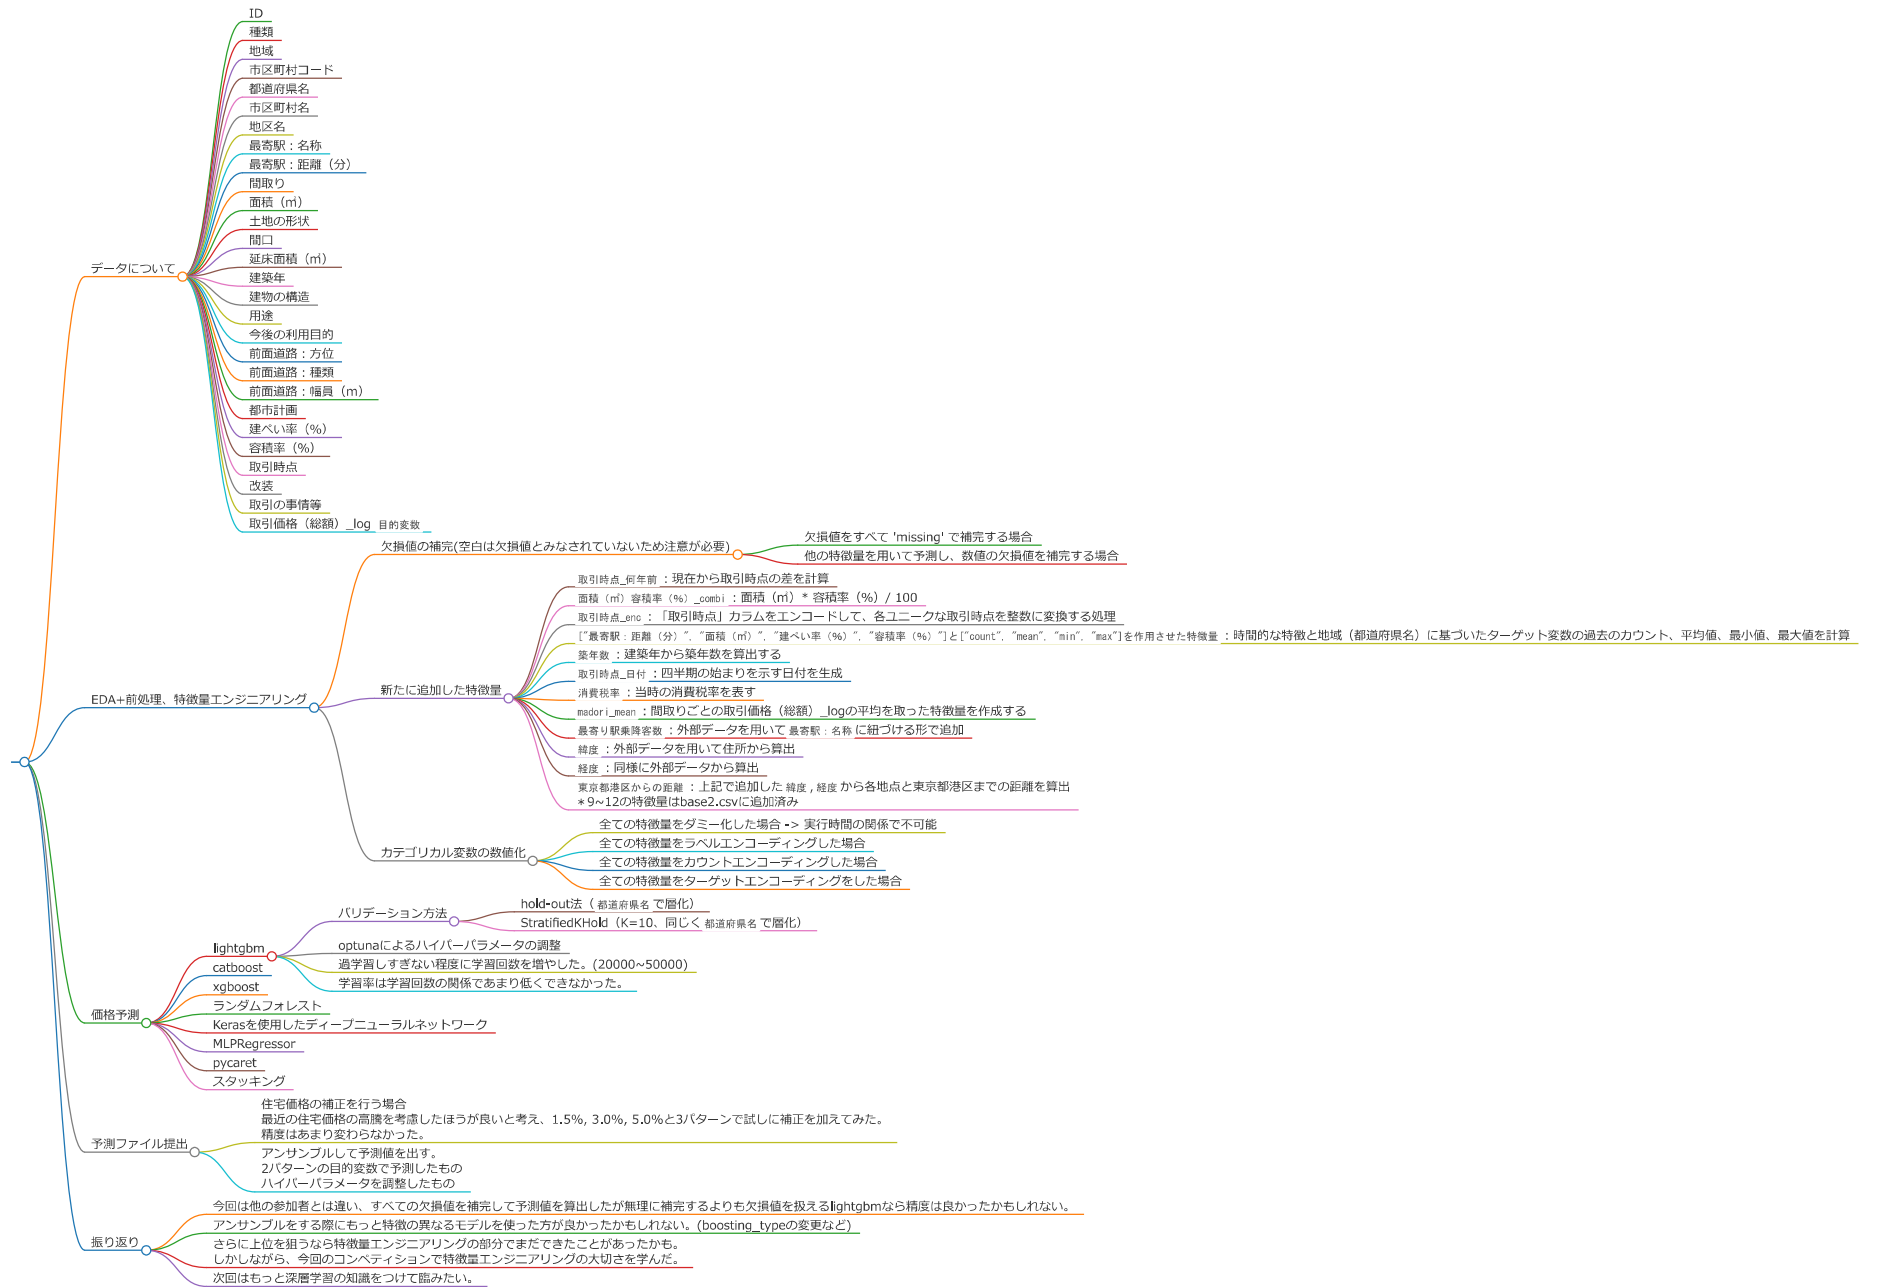 ID
種類
地域
市区町村コード
都道府県名
市区町村名
地区名
最寄駅：名称
最寄駅：距離（分）
間取り
面積（㎡）
土地の形状
間口
延床面積（㎡）
データについて
建築年
建物の構造
用途
今後の利用目的
前面道路：方位
前面道路：種類
前面道路：幅員（ｍ）
都市計画
建ぺい率（％）
容積率（％）
取引時点
改装
取引の事情等
取引価格（総額）_log 目的変数
EDA+前処理、特徴量エンジニアリング
欠損値の補完(空白は欠損値とみなされていないため注意が必要)
欠損値をすべて 'missing' で補完する場合
他の特徴量を用いて予測し、数値の欠損値を補完する場合
新たに追加した特徴量
取引時点_何年前 ：現在から取引時点の差を計算
面積（㎡）容積率（％）_combi ：面積（㎡）* 容積率（％）/ 100
取引時点_enc ：「取引時点」カラムをエンコードして、各ユニークな取引時点を整数に変換する処理
["最寄駅：距離（分）", "面積（㎡）", "建ぺい率（％）", "容積率（％）"]と["count", "mean", "min", "max"]を作用させた特徴量 ：時間的な特徴と地域（都道府県名）に基づいたターゲット変数の過去のカウント、平均値、最小値、最大値を計算
築年数 ：建築年から築年数を算出する
取引時点_日付 ：四半期の始まりを示す日付を生成
消費税率 ：当時の消費税率を表す
madori_mean ：間取りごとの取引価格（総額）_logの平均を取った特徴量を作成する
最寄り駅乗降客数 ：外部データを用いて 最寄駅：名称 に紐づける形で追加
緯度 ：外部データを用いて住所から算出
経度 ：同様に外部データから算出
東京都港区からの距離 ：上記で追加した 緯度 , 経度 から各地点と東京都港区までの距離を算出
＊9~12の特徴量はbase2.csvに追加済み
カテゴリカル変数の数値化
全ての特徴量をダミー化した場合 -> 実行時間の関係で不可能
全ての特徴量をラベルエンコーディングした場合
全ての特徴量をカウントエンコーディングした場合
全ての特徴量をターゲットエンコーディングをした場合
価格予測
lightgbm
バリデーション方法
hold-out法（ 都道府県名 で層化）
StratifiedKHold（K=10、同じく 都道府県名 で層化）
optunaによるハイパーパラメータの調整
過学習しすぎない程度に学習回数を増やした。(20000~50000)
学習率は学習回数の関係であまり低くできなかった。
catboost
xgboost
ランダムフォレスト
Kerasを使用したディープニューラルネットワーク
MLPRegressor
pycaret
スタッキング
予測ファイル提出
住宅価格の補正を行う場合
最近の住宅価格の高騰を考慮したほうが良いと考え、1.5%, 3.0%, 5.0%と3パターンで試しに補正を加えてみた。
精度はあまり変わらなかった。
アンサンブルして予測値を出す。
2パターンの目的変数で予測したもの
ハイパーパラメータを調整したもの
振り返り
今回は他の参加者とは違い、すべての欠損値を補完して予測値を算出したが無理に補完するよりも欠損値を扱えるlightgbmなら精度は良かったかもしれない。
アンサンブルをする際にもっと特徴の異なるモデルを使った方が良かったかもしれない。(boosting_typeの変更など)
さらに上位を狙うなら特徴量エンジニアリングの部分でまだできたことがあったかも。
しかしながら、今回のコンペティションで特徴量エンジニアリングの大切さを学んだ。
次回はもっと深層学習の知識をつけて臨みたい。